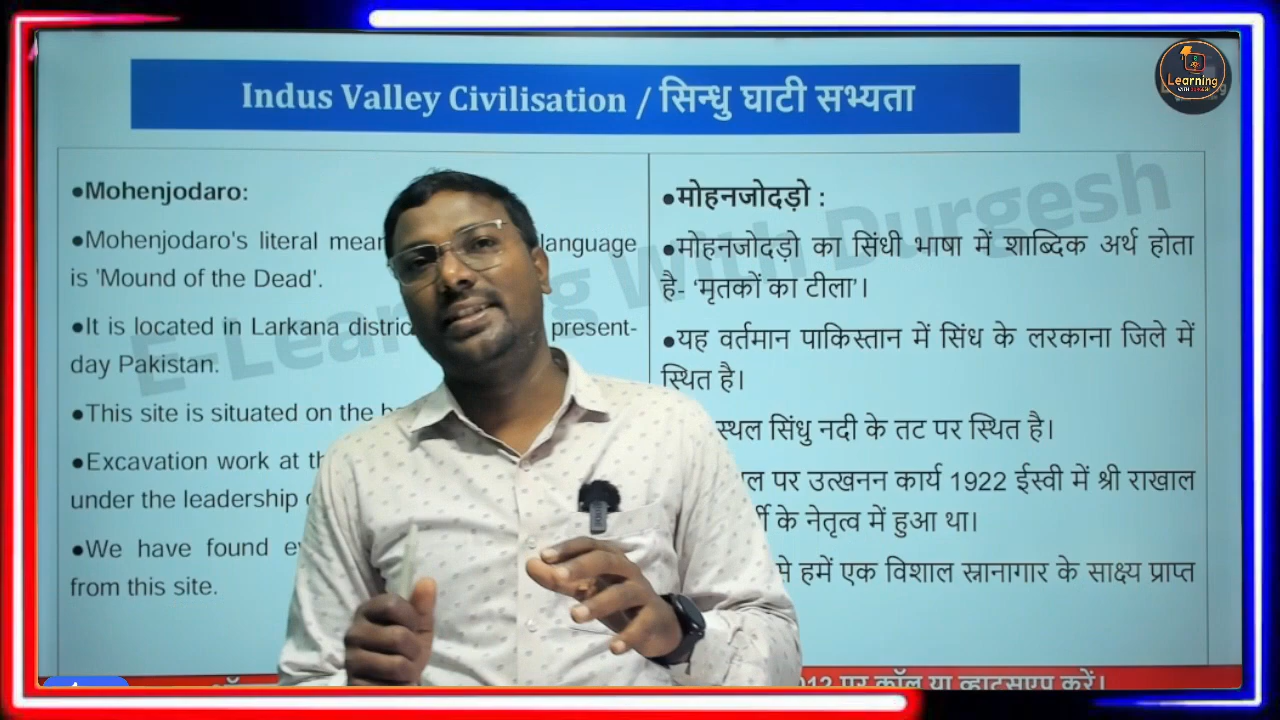 Indus Valley Civilisation / सिन्धु घाटी सभ्यता
Learning
E-Learning With Durgesh
●Mohenjodaro:
●Mohenjodaro's literal language
is 'Mound of the Dead'.
●It is located in Larkana present-
day Pakistan.
●This site is situated on the
●Excavation work at
under the leadership
●We have found
from this site.
●मोहनजोदड़ो :
●मोहनजोदड़ो का सिंधी भाषा में शाब्दिक अर्थ होता
है- ‘मृतकों का टीला’।
●यह वर्तमान पाकिस्तान में सिंध के लरकाना जिले में
स्थित है।
स्थल सिंधु नदी के तट पर स्थित है।
पर उत्खनन कार्य 1922 ईस्वी में श्री राखाल
के नेतृत्व में हुआ था।
हमें एक विशाल स्नानागार के साक्ष्य प्राप्त
पर कॉल या व्हाट्सएप करें।